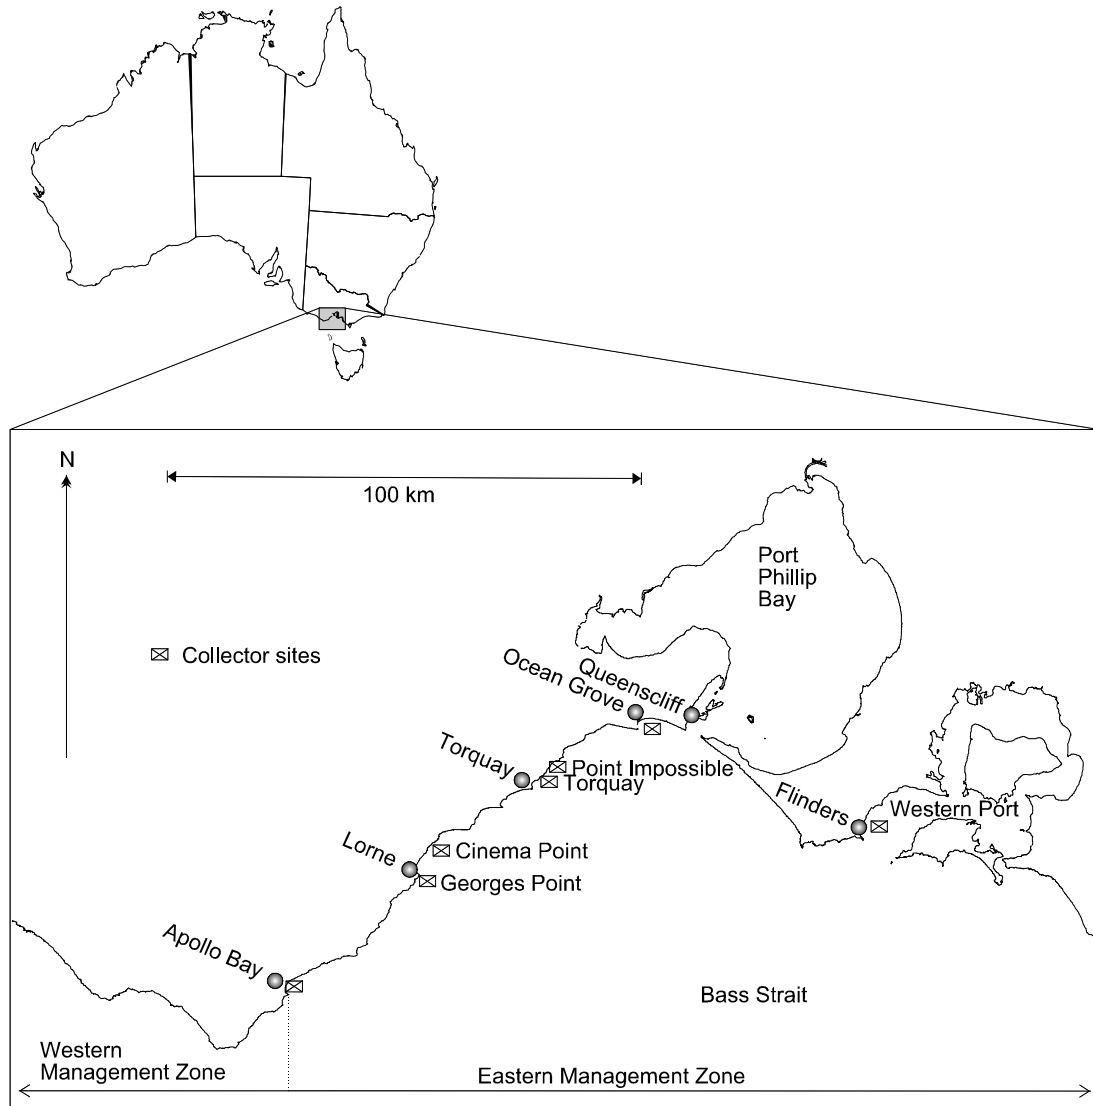 N
100 km
Port
Phillip
Bay
Collector sites
Queenscliff
Ocean Grove
Torquay
Point Impossible
Torquay
Flinders
Western Port
Lorne
Cinema Point
Georges Point
Apollo Bay
Bass Strait
Western
Management Zone
Eastern Management Zone